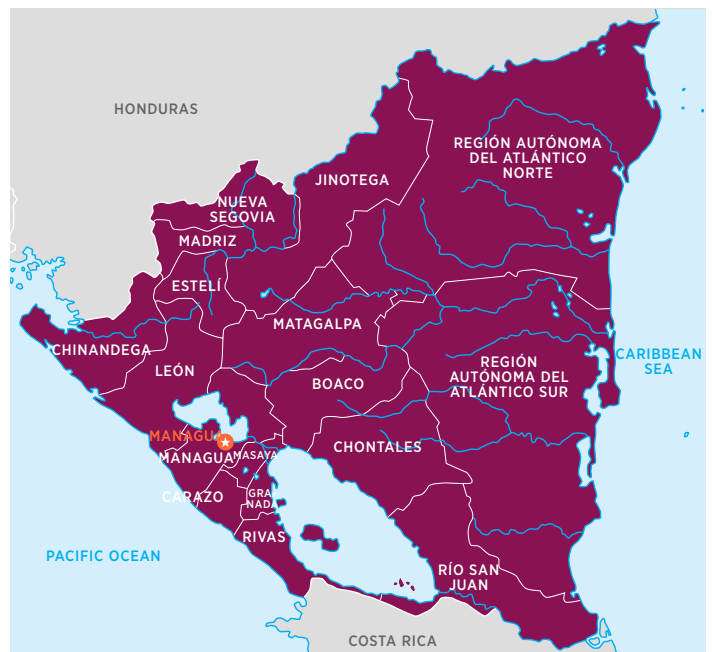 HONDURAS
REGIÓN AUTÓNOMA
DEL ATLÁNTICO
NORTE
JINOTEGA
NUEVA
SEGOVIA
MADRIZ
ESTELÍ
MATAGALPA
CHINANDEGA
LEÓN
BOACO
REGIÓN
AUTÓNOMA DEL
ATLÁNTICO SUR
CARIBBEAN
SEA
MANAGUA
MANAGUA
MASAYA
CHONTALES
CARAZO
GRA-
NADA
RIVAS
PACIFIC OCEAN
RÍO SAN
JUAN
COSTA RICA